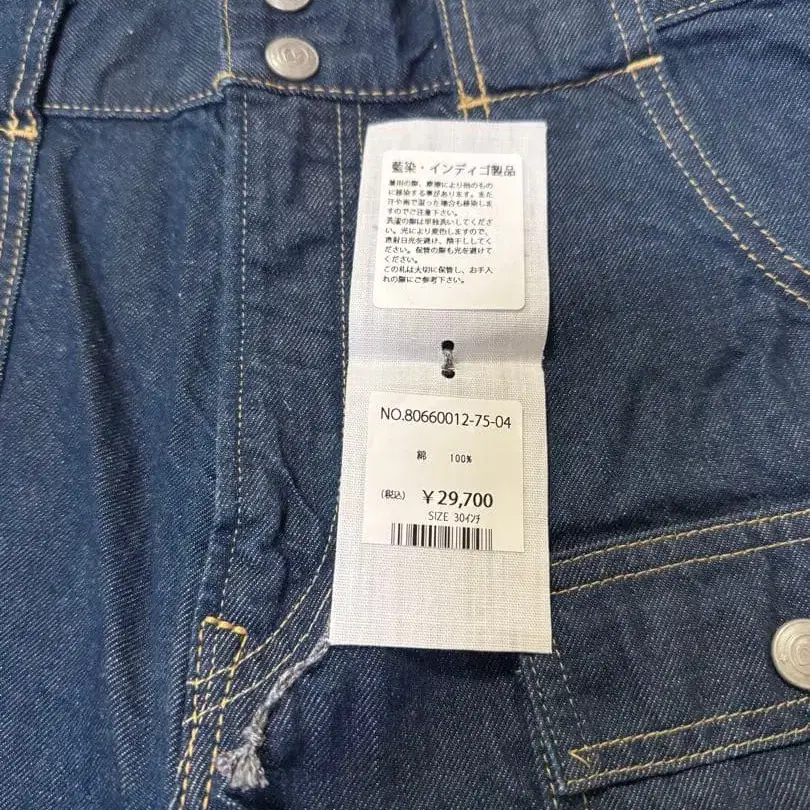 藍染・インディゴ製品
着用の際、摩擦により他のもの
に移染する事があります。また
汗や雨で湿った場合も移染しま
すのでご注意下さい。
洗濯の際は単独洗いしてくださ
い。光により変色しますので、
直射日光を避け、陰干ししてく
ださい。保管の際も光を避けて
ください。
この札は大切に保管し、お手入
れの際にご参考下さい。
NO.80660012-75-04
綿 100%
(税込) ¥29,700
SIZE 30インチ